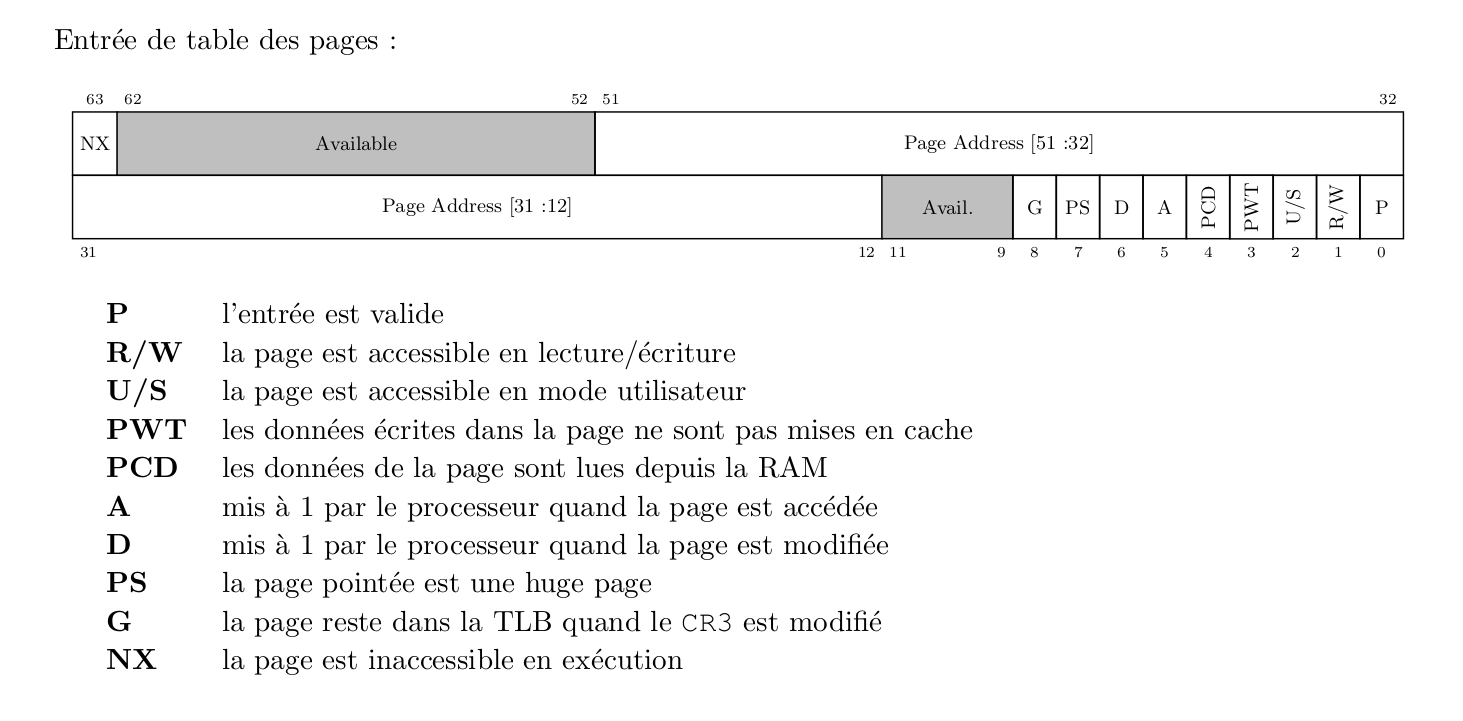 Entrée de table des pages :
63 62 52 51 32
NX Available Page Address [51 :32]
Page Address [31 :12] Avail. G PS D A PCD PWT U/S R/W P
31 12 11 9 8 7 6 5 4 3 2 1 0
P l'entrée est valide
R/W la page est accessible en lecture/écriture
U/S la page est accessible en mode utilisateur
PWT les données écrites dans la page ne sont pas mises en cache
PCD les données de la page sont lues depuis la RAM
A mis à 1 par le processeur quand la page est accédée
D mis à 1 par le processeur quand la page est modifiée
PS la page pointée est une huge page
G la page reste dans la TLB quand le CR3 est modifié
NX la page est inaccessible en exécution